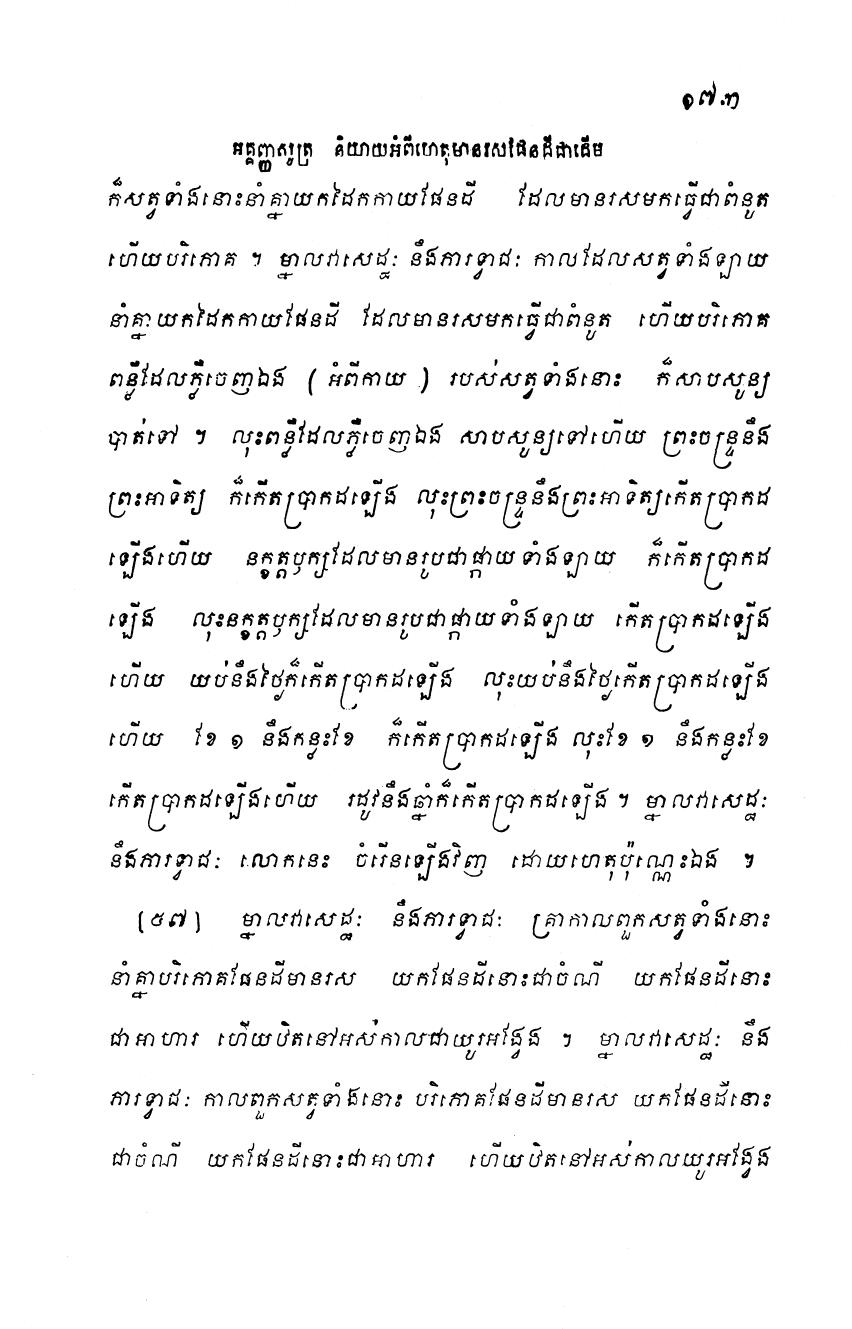 ១៧៣
អគ្គញ្ញសូត្រ និយាយអំពីហេតុមានរសផែនដីជាដើម
ក៏សត្វទាំងនោះនាំគ្នាយកដៃកកាយផែនដី ដែលមានរសមកធ្វើជាពំនូត
ហើយបរិភោគ ។ ម្នាលវាសេដ្ឋៈ នឹងភារទ្វាជៈ កាលដែលសត្វទាំងឡាយ
នាំគ្នាយកដៃកកាយផែនដី ដែលមានរសមកធ្វើជាពំនូត ហើយបរិភោគ
ពន្លឺដែលភ្លឺចេញឯង ( អំពីកាយ ) របស់សត្វទាំងនោះ ក៏សាបសូន្យ
បាត់ទៅ ។ លុះពន្លឺដែលភ្លឺចេញឯង សាបសូន្យទៅហើយ ព្រះចន្ទ្រនឹង
ព្រះអាទិត្យ ក៏កើតប្រាកដឡើង លុះព្រះចន្ទ្រនឹងព្រះអាទិត្យកើតប្រាកដ
ឡើងហើយ នក្ខត្តឫក្សដែលមានរូបជាផ្កាយទាំងឡាយ ក៏កើតប្រាកដ
ឡើង លុះនក្ខត្តឫក្សដែលមានរូបជាផ្កាយទាំងឡាយ កើតប្រាកដឡើង
ហើយ យប់នឹងថ្ងៃក៏កើតប្រាកដឡើង លុះយប់នឹងថ្ងៃកើតប្រាកដឡើង
ហើយ ខែ ១ នឹងកន្លះខែ ក៏កើតប្រាកដឡើង លុះខែ ១ នឹងកន្លះខែ
កើតប្រាកដឡើងហើយ រដូវនឹងឆ្នាំក៏កើតប្រាកដឡើង ។ ម្នាលវាសេដ្ឋៈ
នឹងភារទ្វាជៈ លោកនេះ ចំរើនឡើងវិញ ដោយហេតុប៉ុណ្ណេះឯង ។
(៥៧) ម្នាលវាសេដ្ឋៈ នឹងភារទ្វាជៈ គ្រាកាលពួកសត្វទាំងនោះ
នាំគ្នាបរិភោគផែនដីមានរស យកផែនដីនោះជាចំណី យកផែនដីនោះ
ជាអាហារ ហើយឋិតនៅអស់កាលជាយូរអង្វែង ។ ម្នាលវាសេដ្ឋៈ នឹង
ភារទ្វាជៈ កាលពួកសត្វទាំងនោះ បរិភោគផែនដីមានរស យកផែនដីនោះ
ជាចំណី យកផែនដីនោះជាអាហារ ហើយឋិតនៅអស់កាលយូរអង្វែង